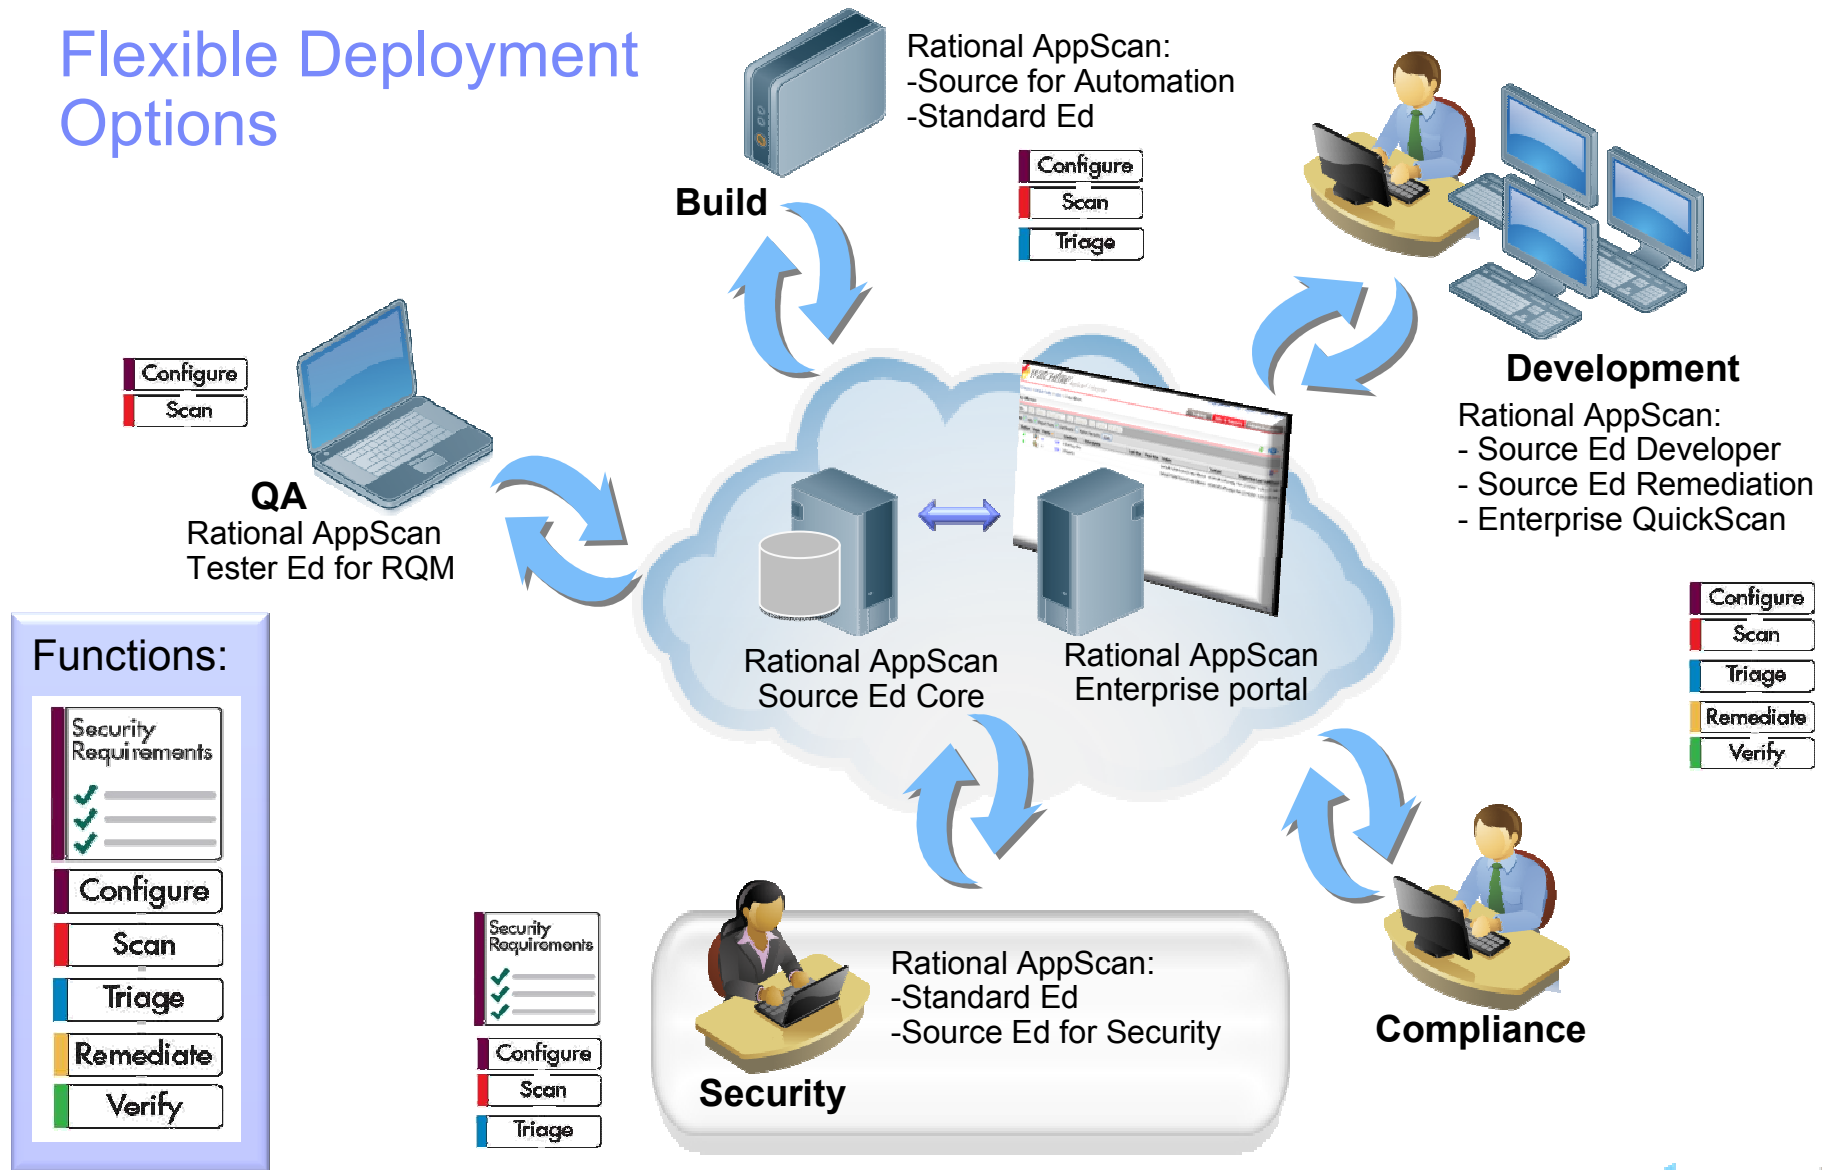 Flexible Deployment
Options
Rational AppScan:
-Source for Automation
-Standard Ed
Build
Configure
Scan
Triage
Development
Rational AppScan:
- Source Ed Developer
- Source Ed Remediation
- Enterprise QuickScan
Configure
Scan
Triage
Remediate
Verify
Configure
Scan
QA
Rational AppScan
Tester Ed for RQM
Rational AppScan
Source Ed Core
Rational AppScan
Enterprise portal
Functions:
Security
Requirements
Configure
Scan
Triage
Remediate
Verify
Security
Requirements
Configure
Scan
Triage
Rational AppScan:
-Standard Ed
-Source Ed for Security
Security
Compliance